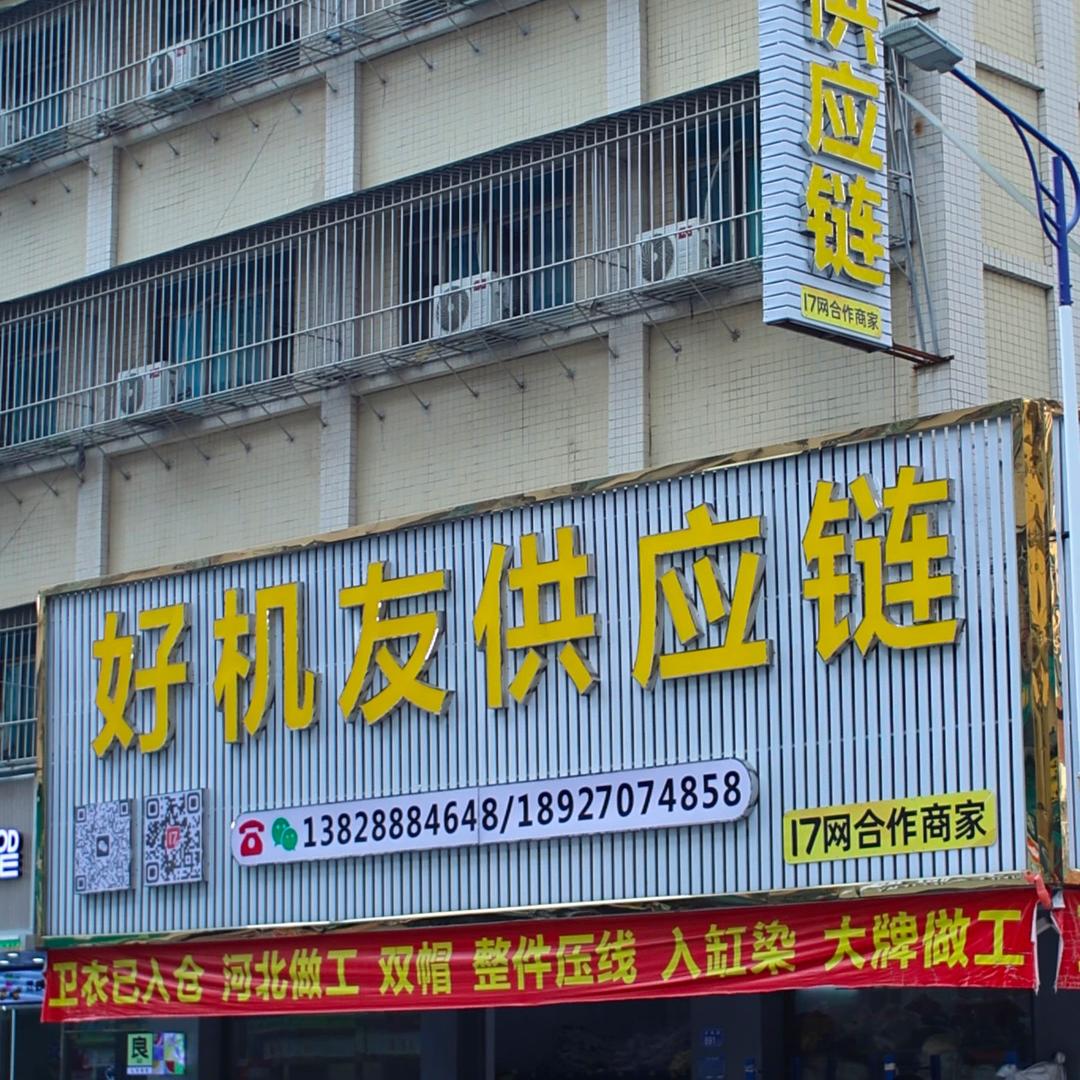 供应链
17网合作商家
好机友供应链
13828884648/18927074858
17网合作商家
卫衣已入仓 河北做工 双帽 整件压线 入缸染 大牌做工
良